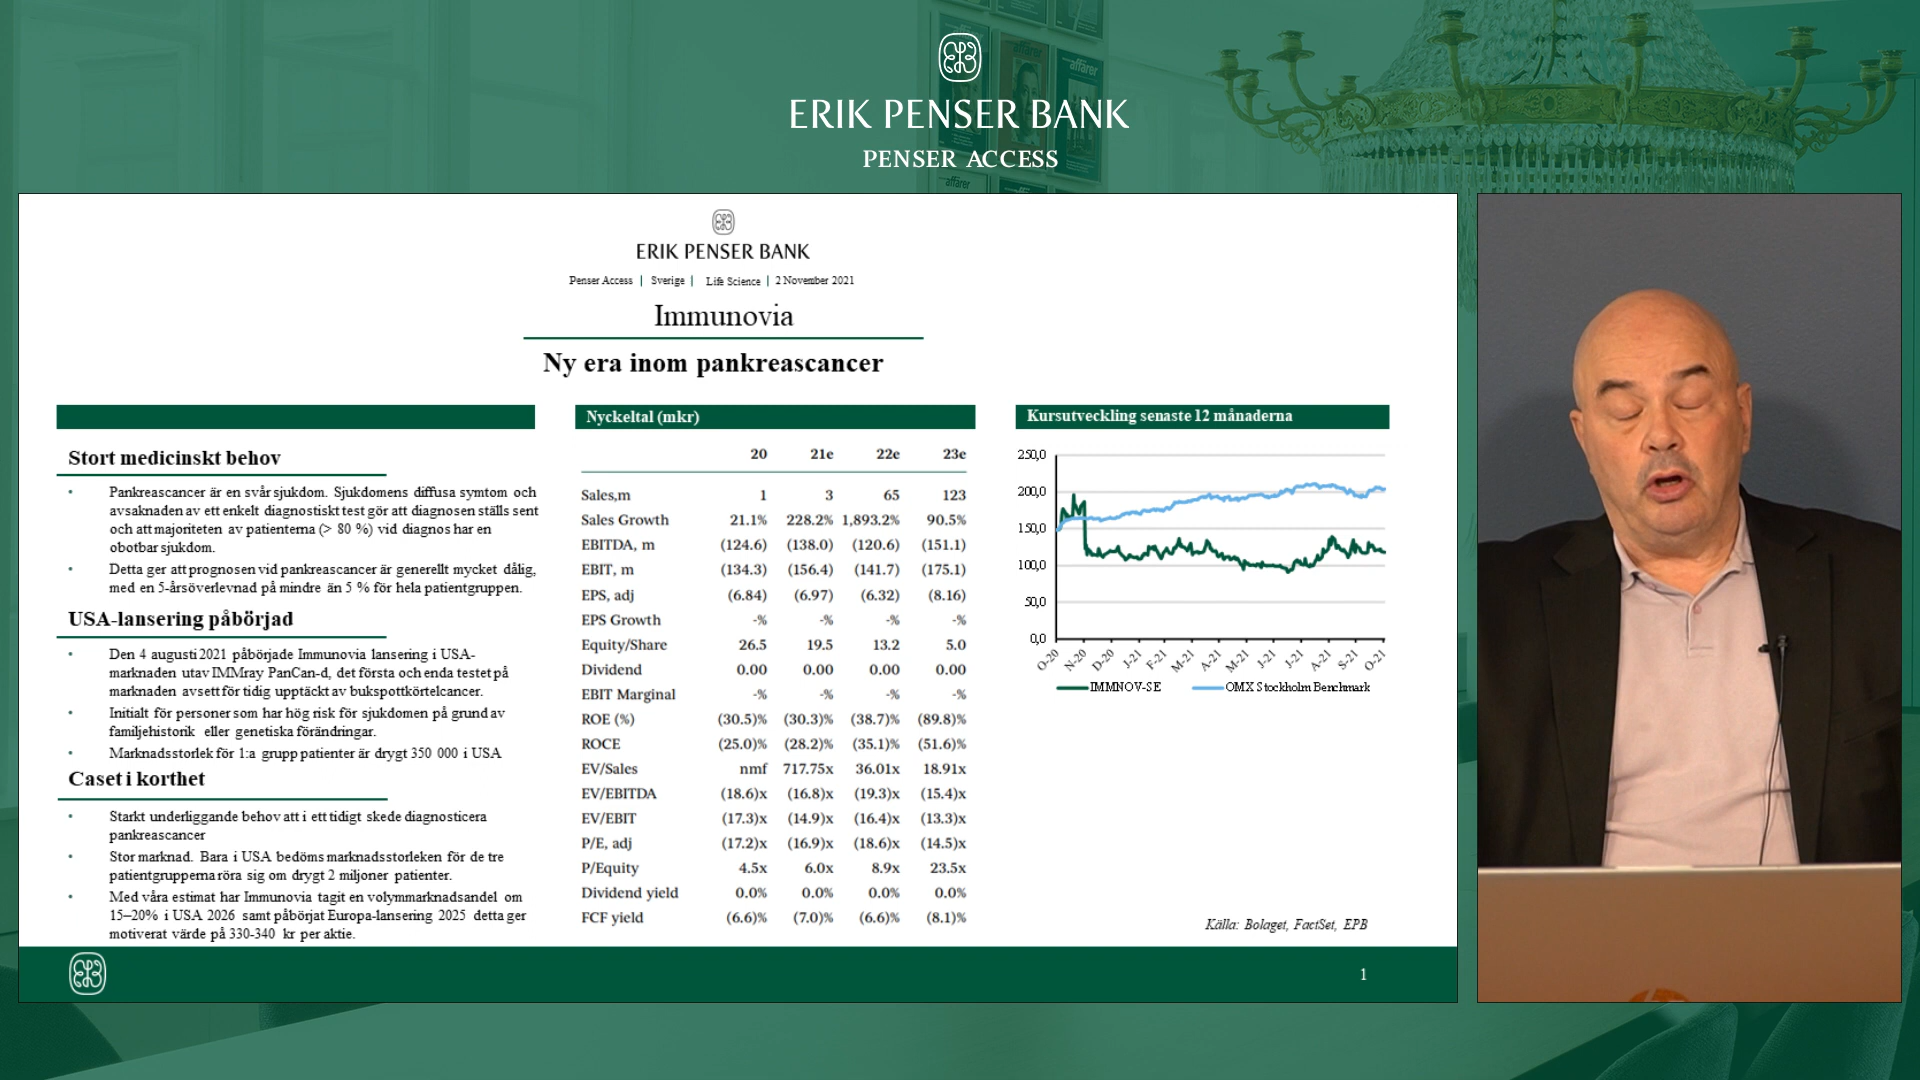 affärer
affärer
affärer
affärer
ERIK PENSER BANK
PENSER ACCESS
ERIK PENSER BANK
Penser Access | Sverige | Life Science | 2 November 2021
Immunovia
Ny era inom pankreascancer
Stort medicinskt behov
• Pankreascancer är en svår sjukdom. Sjukdomens diffusa symtom och
avsaknaden av ett enkelt diagnostiskt test gör att diagnosen ställs sent
och att majoriteten av patienterna (> 80 %) vid diagnos har en
obotbar sjukdom.
• Detta ger att prognosen vid pankreascancer är generellt mycket dålig,
med en 5-årsöverlevnad på mindre än 5 % för hela patientgruppen.
USA-lansering påbörjad
• Den 4 augusti 2021 påbörjade Immunovia lansering i USA-
marknaden utav IMMray PanCan-d, det första och enda testet på
marknaden avsett för tidig upptäckt av bukspottkörtelcancer.
• Initialt för personer som har hög risk för sjukdomen på grund av
familjehistorik eller genetiska förändringar.
• Marknadsstorlek för 1:a grupp patienter är drygt 350 000 i USA
Caset i korthet
• Starkt underliggande behov att i ett tidigt skede diagnosticera
pankreascancer
• Stor marknad. Bara i USA bedöms marknadsstorleken för de tre
patientgrupperna röra sig om drygt 2 miljoner patienter.
• Med våra estimat har Immunovia tagit en volymmarknadsandel om
15–20% i USA 2026 samt påbörjat Europa-lansering 2025 detta ger
motiverat värde på 330-340 kr per aktie.
Nyckeltal (mkr)
20 21e 22e 23e
Sales,m 1 3 65 123
Sales Growth 21.1% 228.2% 1,893.2% 90.5%
EBITDA, m (124.6) (138.0) (120.6) (151.1)
EBIT, m (134.3) (156.4) (141.7) (175.1)
EPS, adj (6.84) (6.97) (6.32) (8.16)
EPS Growth -% -% -% -%
Equity/Share 26.5 19.5 13.2 5.0
Dividend 0.00 0.00 0.00 0.00
EBIT Marginal -% -% -% -%
ROE (%) (30.5)% (30.3)% (38.7)% (89.8)%
ROCE (25.0)% (28.2)% (35.1)% (51.6)%
EV/Sales nmf 717.75x 36.01x 18.91x
EV/EBITDA (18.6)x (16.8)x (19.3)x (15.4)x
EV/EBIT (17.3)x (14.9)x (16.4)x (13.3)x
P/E, adj (17.2)x (16.9)x (18.6)x (14.5)x
P/Equity 4.5x 6.0x 8.9x 23.5x
Dividend yield 0.0% 0.0% 0.0% 0.0%
FCF yield (6.6)% (7.0)% (6.6)% (8.1)%
Kursutveckling senaste 12 månaderna
250,0
200,0
150,0
100,0
50,0
0,0
O-20 N-20 D-20 J-21 F-21 M-21 A-21 M-21 J-21 J-21 A-21 S-21 O-21
IMMNOV-SE OMX Stockholm Benchmark
Källa: Bolaget, FactSet, EPB
1